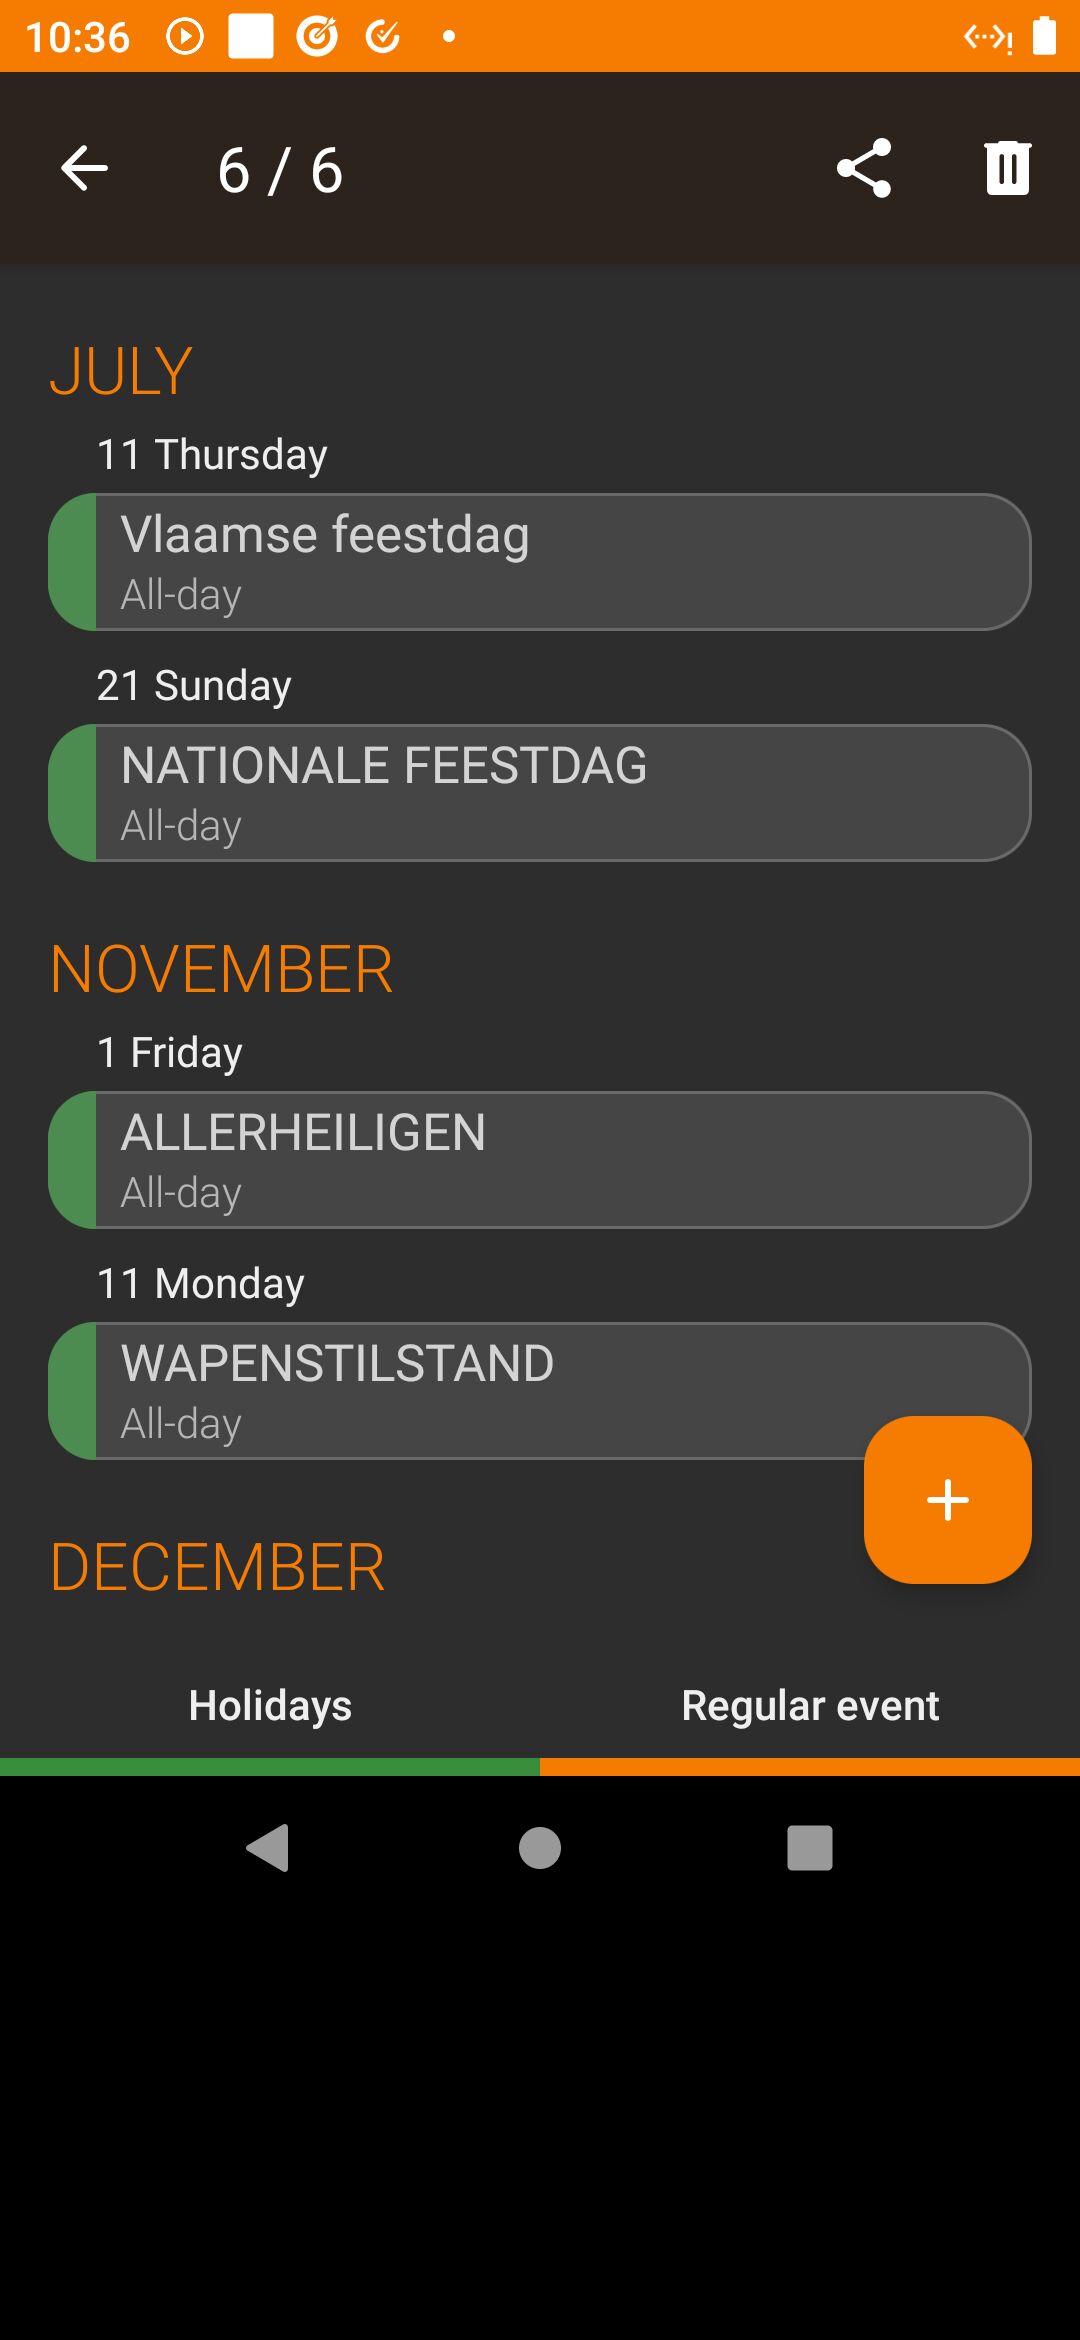 10:36
6 / 6
JULY
11 Thursday
Vlaamse feestdag
All-day
21 Sunday
NATIONALE FEESTDAG
All-day
NOVEMBER
1 Friday
ALLERHEILIGEN
All-day
11 Monday
WAPENSTILSTAND
All-day
DECEMBER
Holidays
Regular event